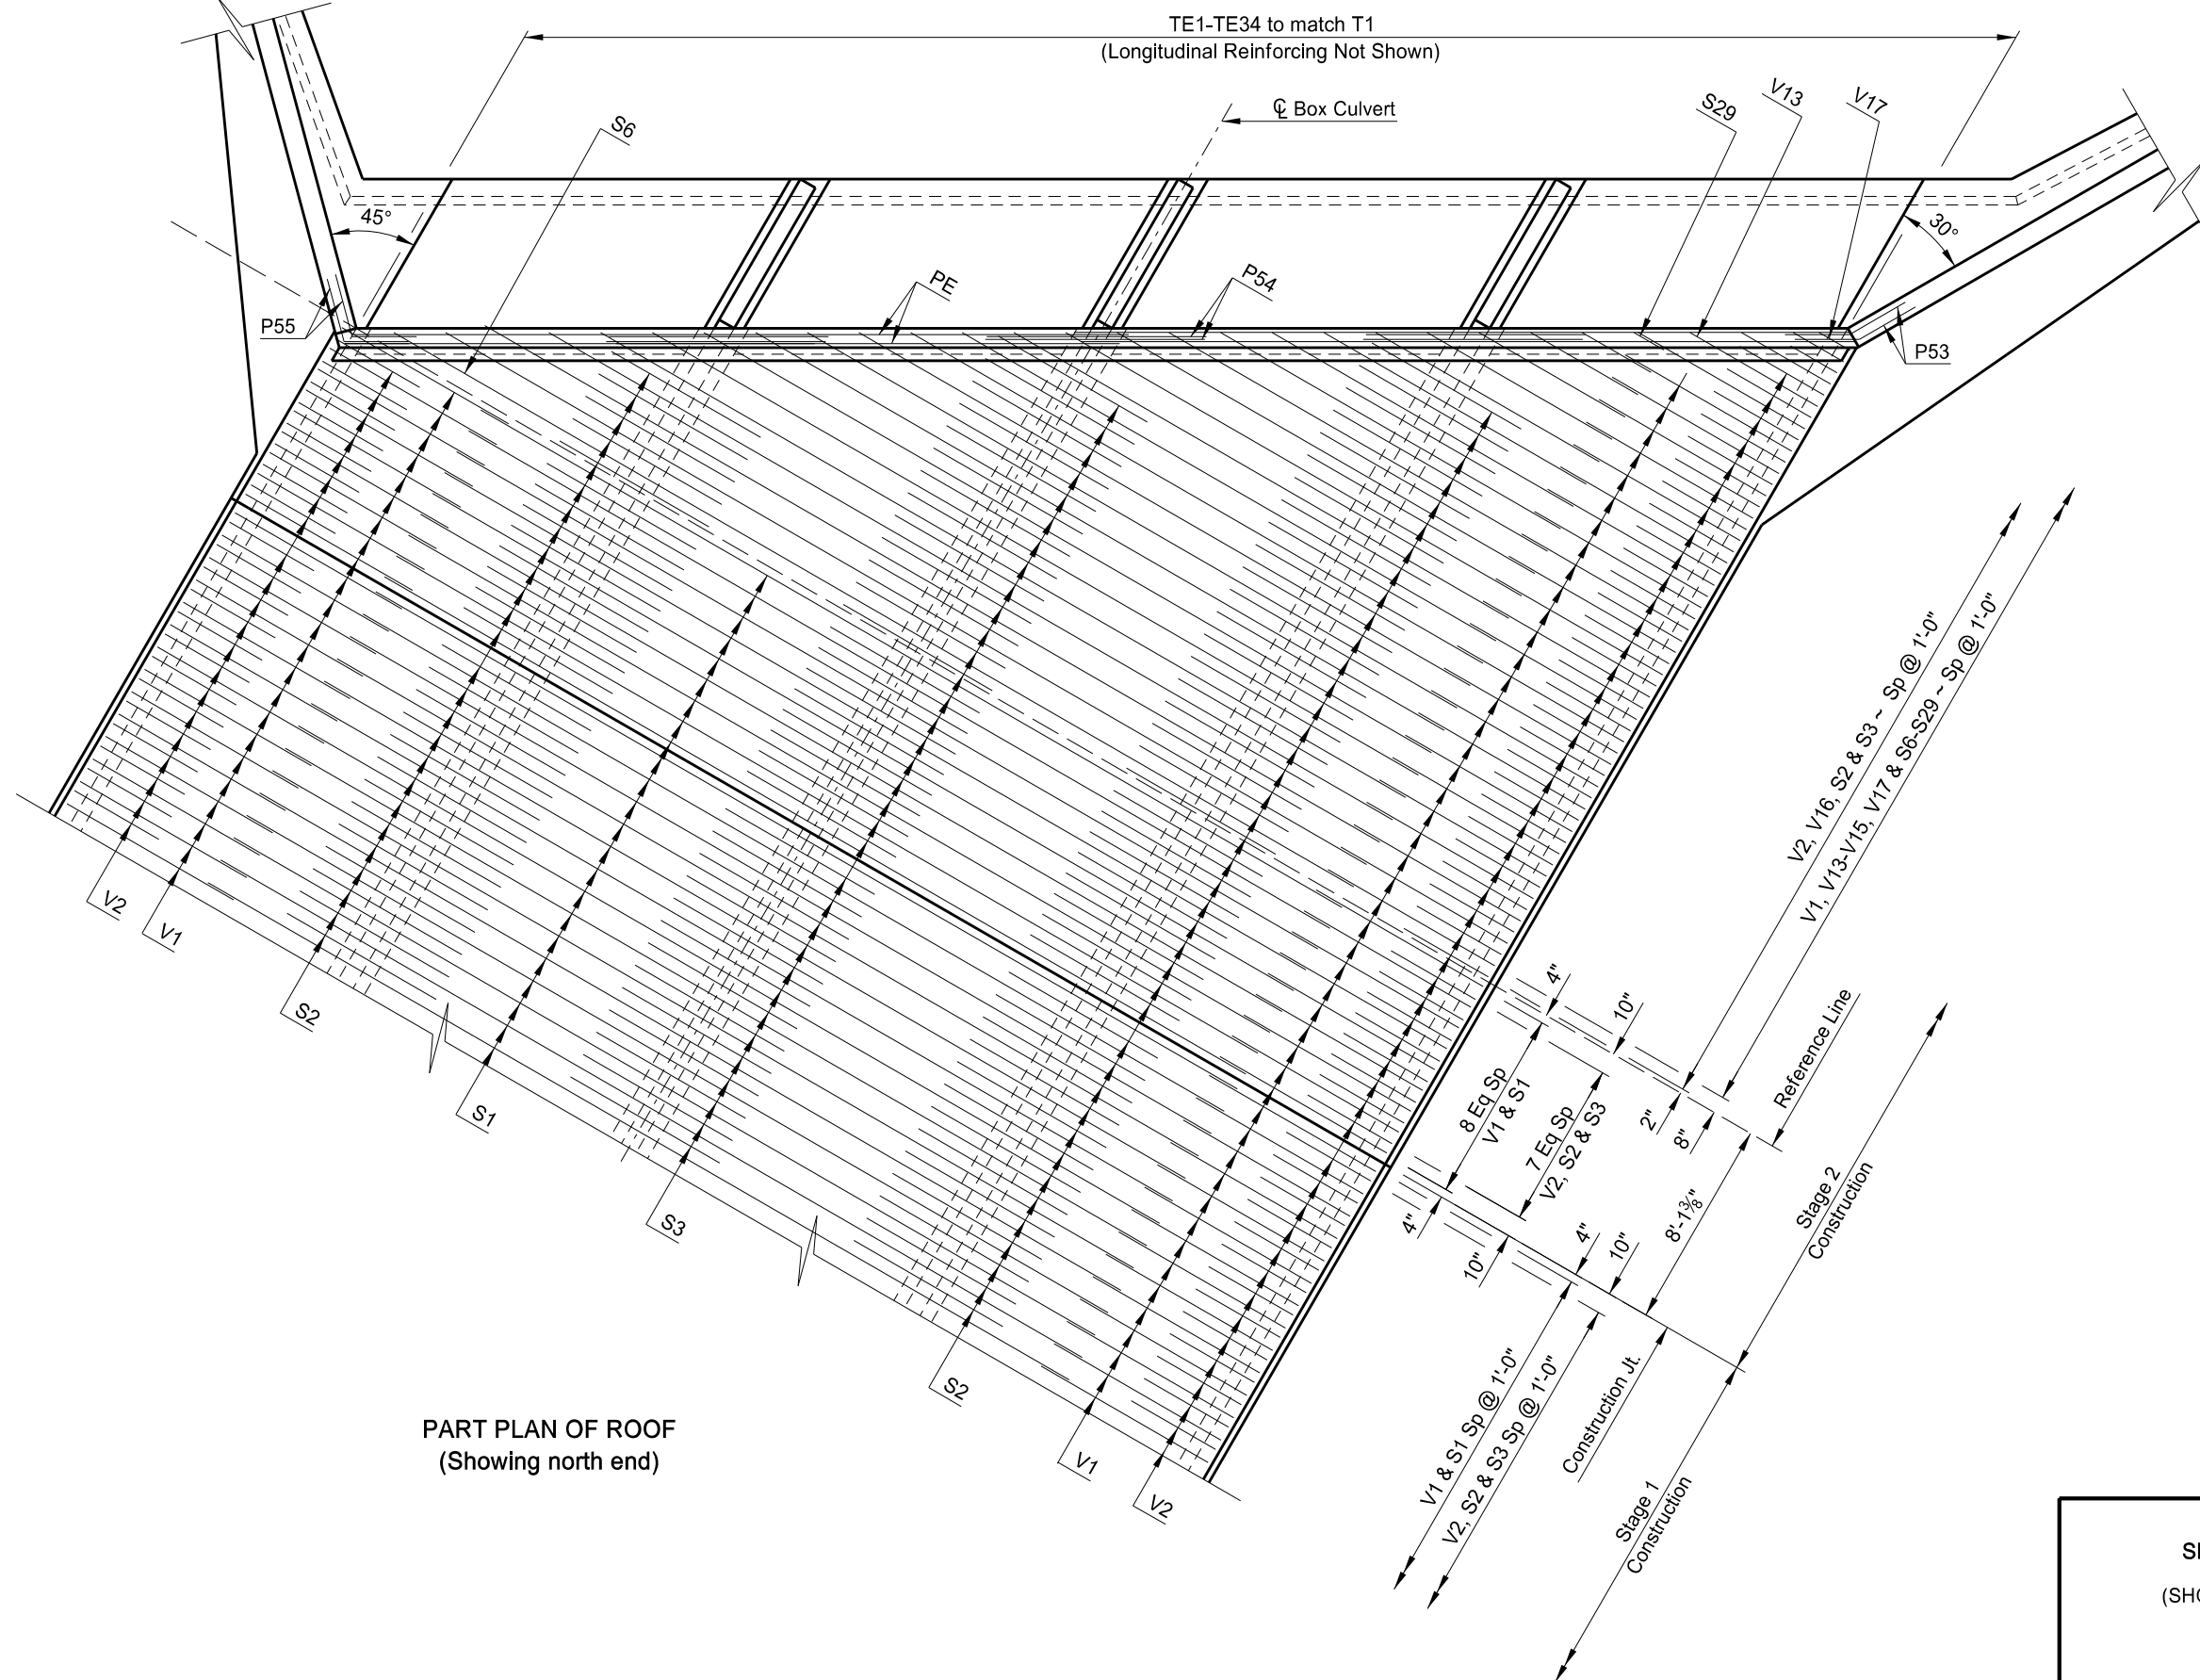 TE1-TE34 to match T1
(Longitudinal Reinforcing Not Shown)
℄ Box Culvert
S6
S29
V13
V17
45°
30°
PE
P54
P55
P53
V2, V16, S2 & S3 ~ Sp @ 1'-0"
V1, V13-V15, V17 & S6-S29 ~ Sp @ 1'-0"
V2
V1
S2
S1
S3
S2
V1
V2
4"
10"
8 Eq Sp
V1 & S1
7 Eq Sp
V2, S2 & S3
2"
8"
Reference Line
4"
10"
4"
10"
8'-1⅜"
Stage 2
Construction
V1 & S1 Sp @ 1'-0"
V2, S2 & S3 Sp @ 1'-0"
Construction Jt.
Stage 1
Construction
PART PLAN OF ROOF
(Showing north end)